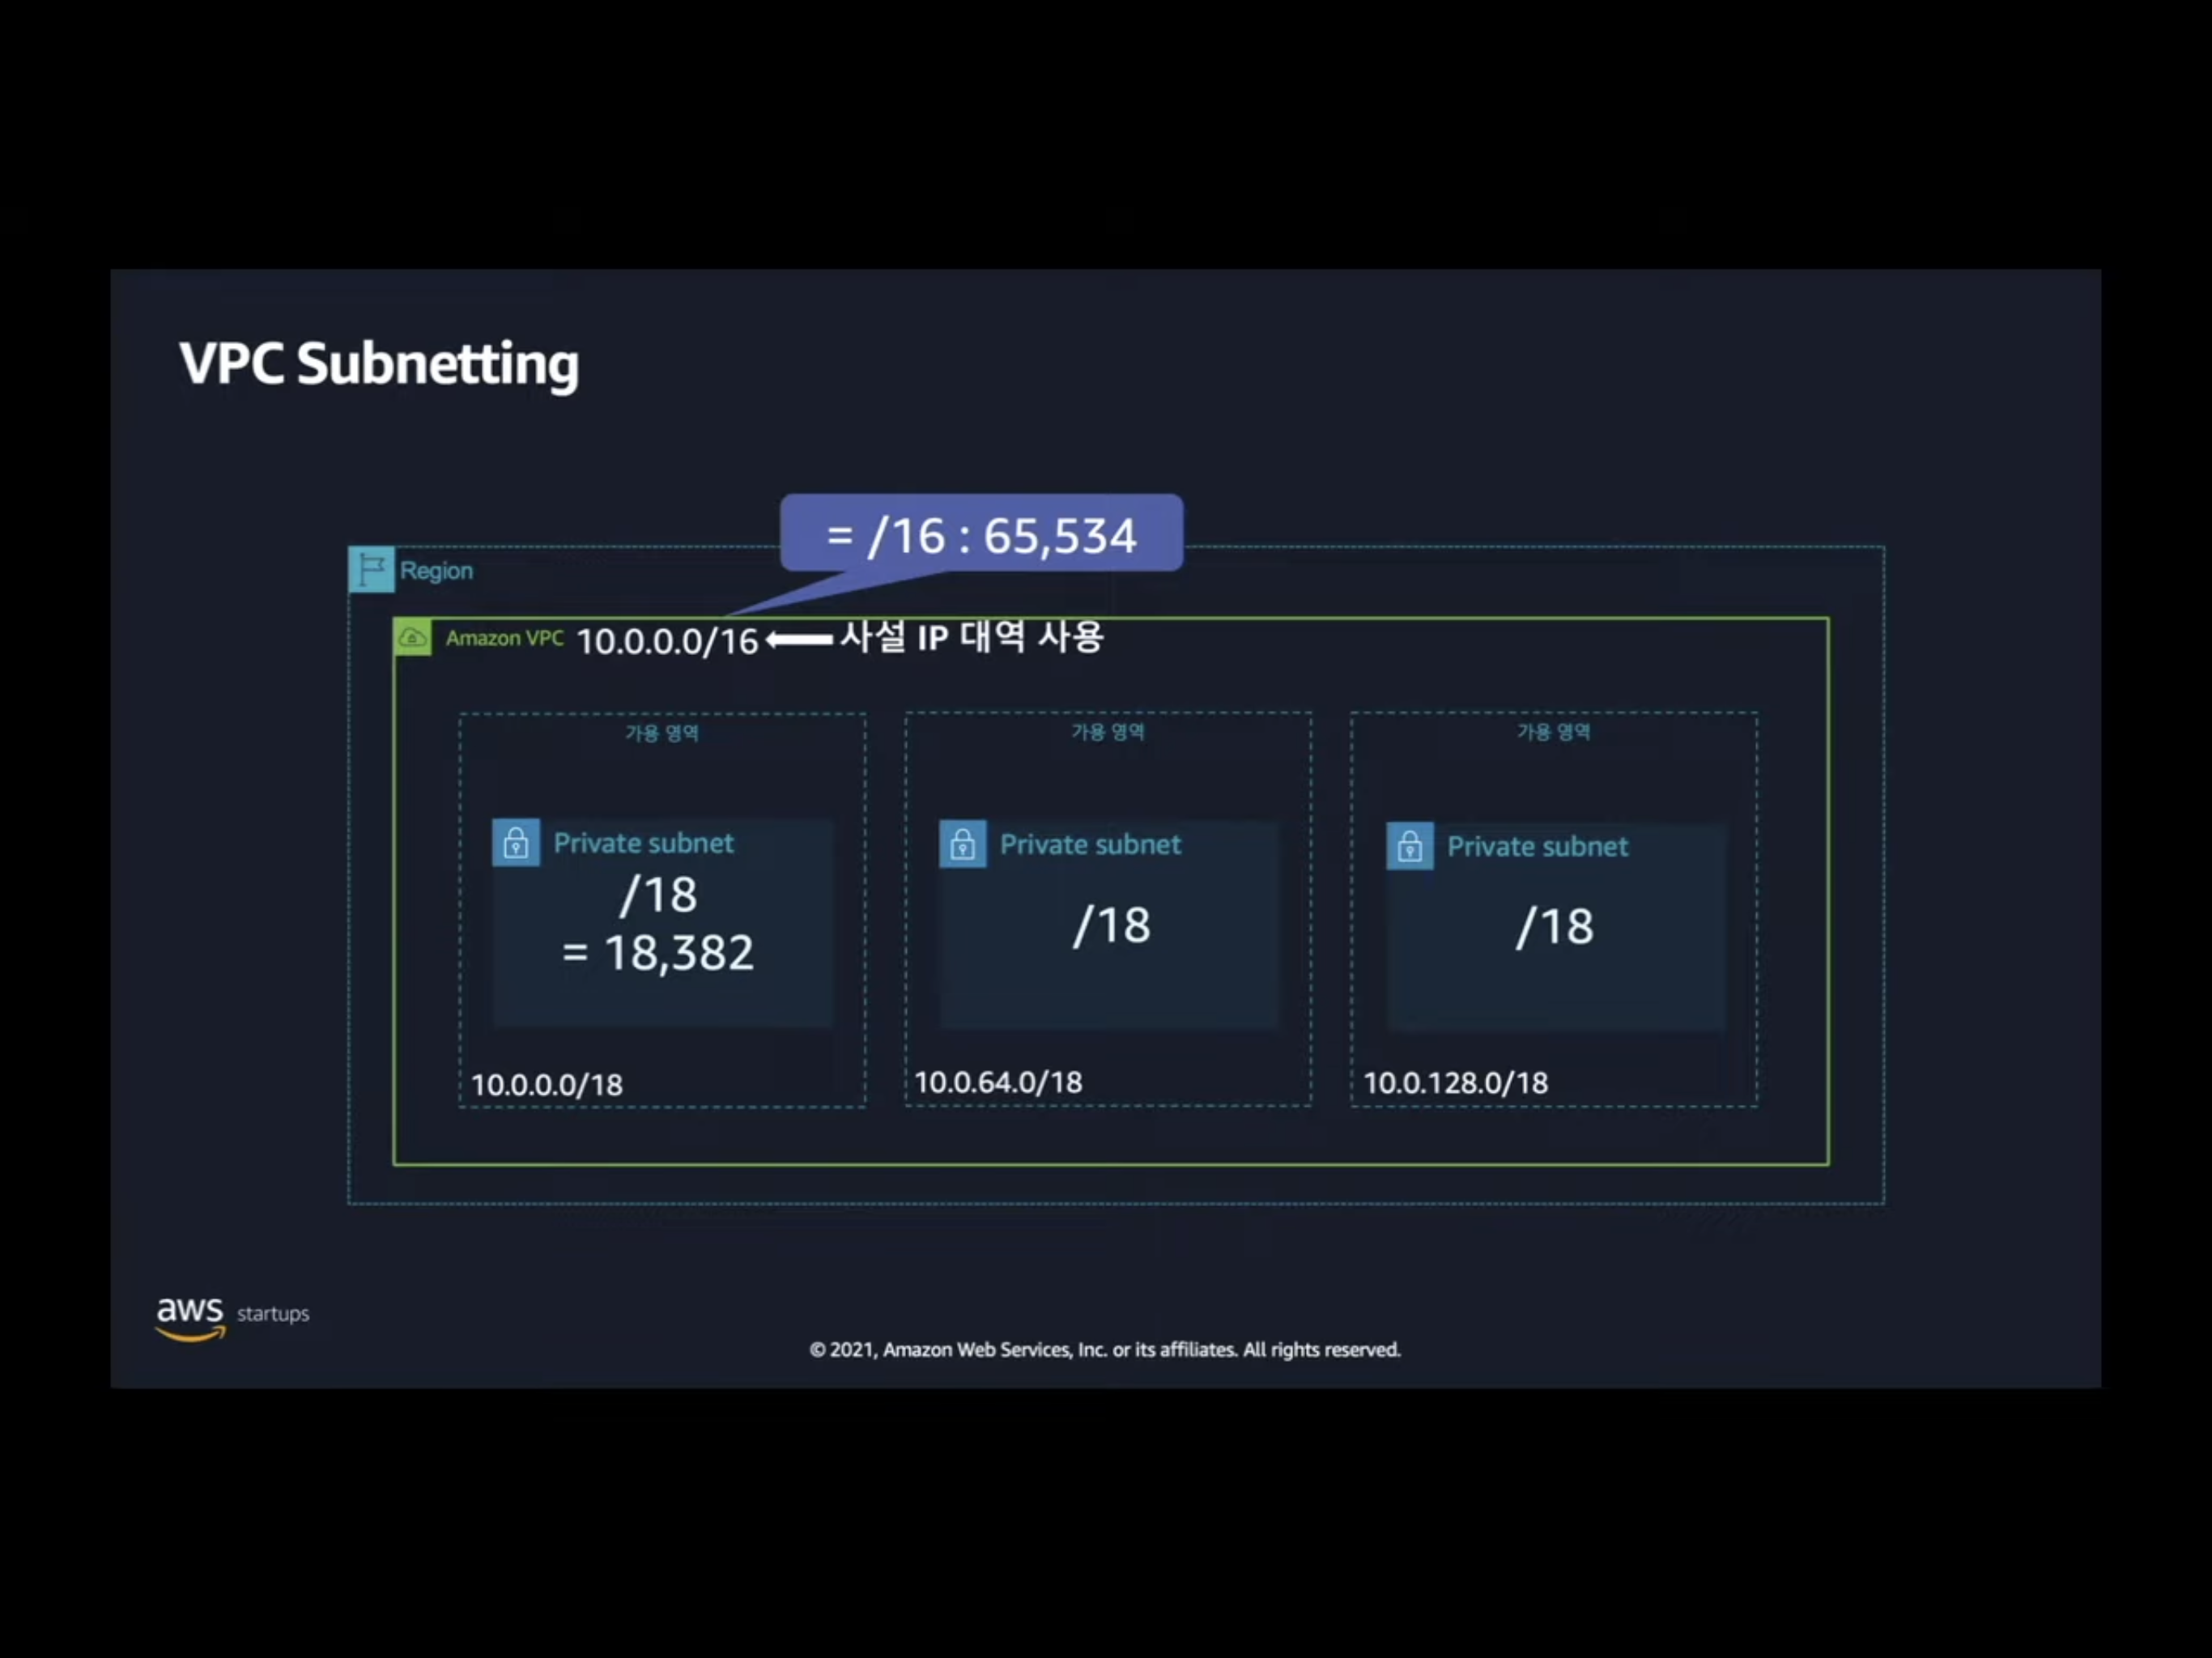 VPC Subnetting
= /16 : 65,534
Region
Amazon VPC 10.0.0.0/16 사설 IP 대역 사용
가용 영역
Private subnet
/18
= 18,382
10.0.0.0/18
가용 영역
Private subnet
/18
10.0.64.0/18
가용 영역
Private subnet
/18
10.0.128.0/18
aws startups
© 2021, Amazon Web Services, Inc. or its affiliates. All rights reserved.